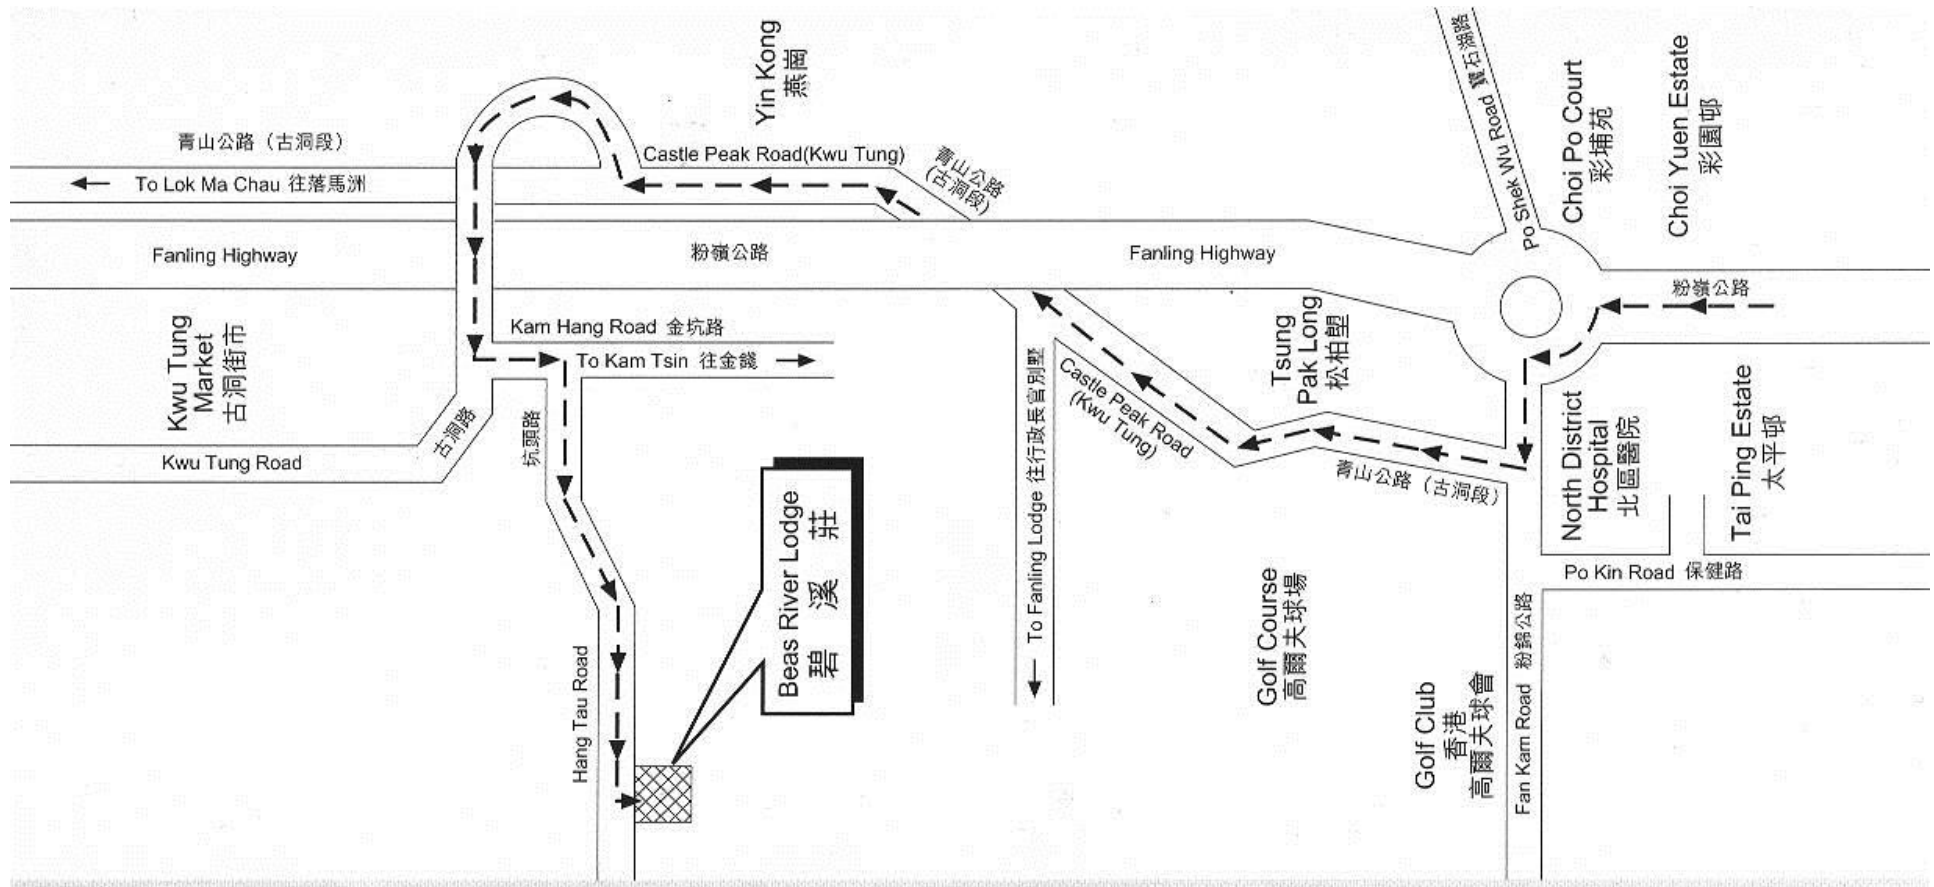 Yin Kong
燕崗
青山公路（古洞段）
Castle Peak Road(Kwu Tung)
青山公路
(古洞段)
To Lok Ma Chau 往落馬洲
Fanling Highway
粉嶺公路
Fanling Highway
Po Shek Wu Road 寶石湖路
Choi Po Court
彩埔苑
Choi Yuen Estate
彩園邨
粉嶺公路
Kwu Tung
Market
古洞街市
Kam Hang Road 金坑路
To Kam Tsin 往金錢
古洞路
Kwu Tung Road
坑頭路
Hang Tau Road
Beas River Lodge
碧溪莊
To Fanling Lodge 往行政長官別墅
Castle Peak Road
(Kwu Tung)
Tsung
Pak Long
松柏塱
青山公路（古洞段）
North District
Hospital
北區醫院
Tai Ping Estate
太平邨
Po Kin Road 保健路
Golf Course
高爾夫球場
Golf Club
香港
高爾夫球會
Fan Kam Road 粉錦公路